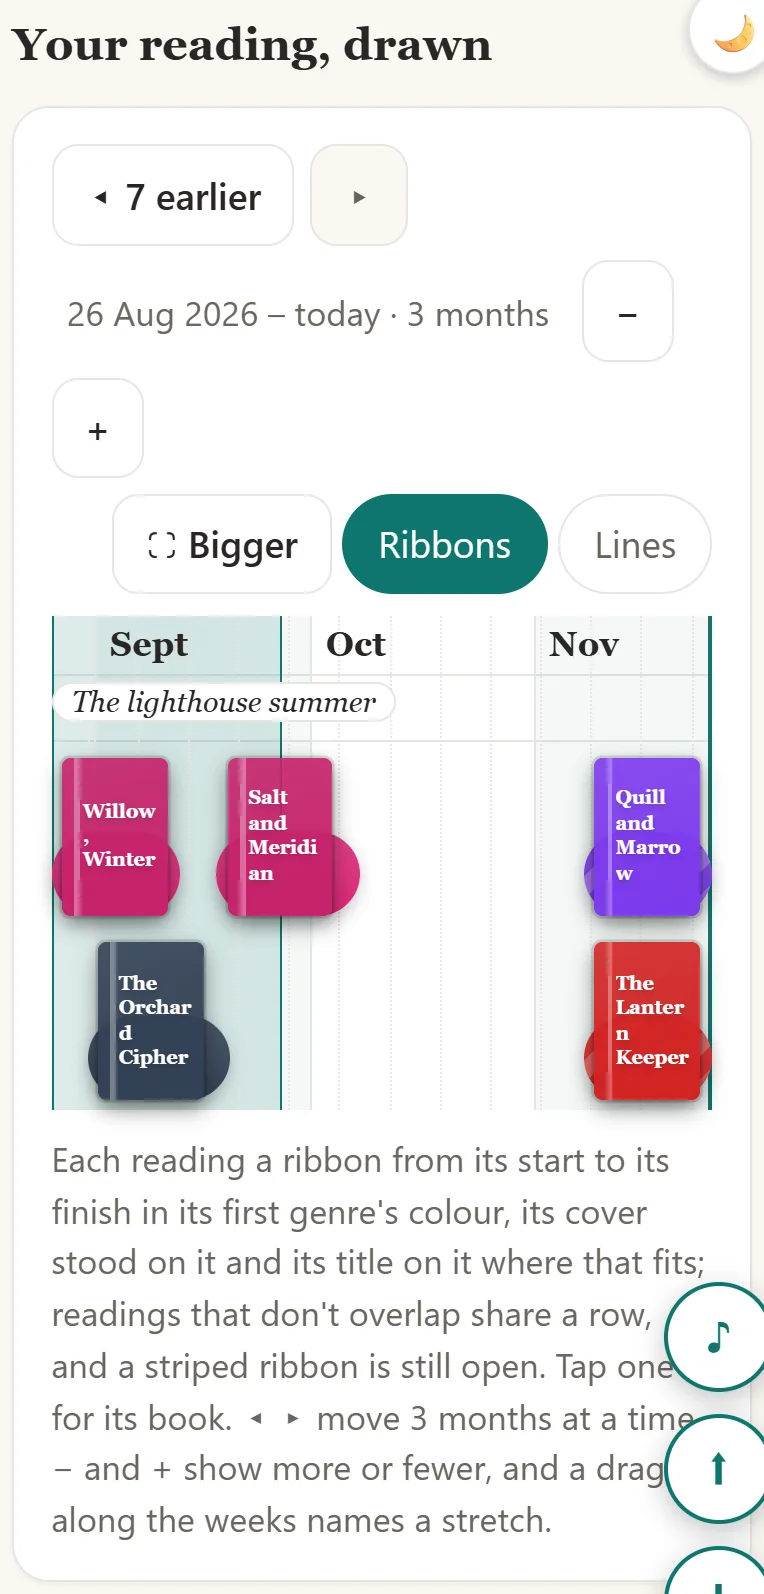 Your reading, drawn
◂ 7 earlier ▸
26 Aug 2026 – today · 3 months −
+
Bigger Ribbons Lines
Sept Oct Nov
The lighthouse summer
Willow
,
Winter
Salt
and
Meridi
an
Quill
and
Marro
w
The
Orchar
d
Cipher
The
Lanter
n
Keeper
Each reading a ribbon from its start to its
finish in its first genre's colour, its cover
stood on it and its title on it where that fits;
readings that don't overlap share a row,
and a striped ribbon is still open. Tap one
for its book. ◂ ▸ move 3 months at a time
− and + show more or fewer, and a drag
along the weeks names a stretch.